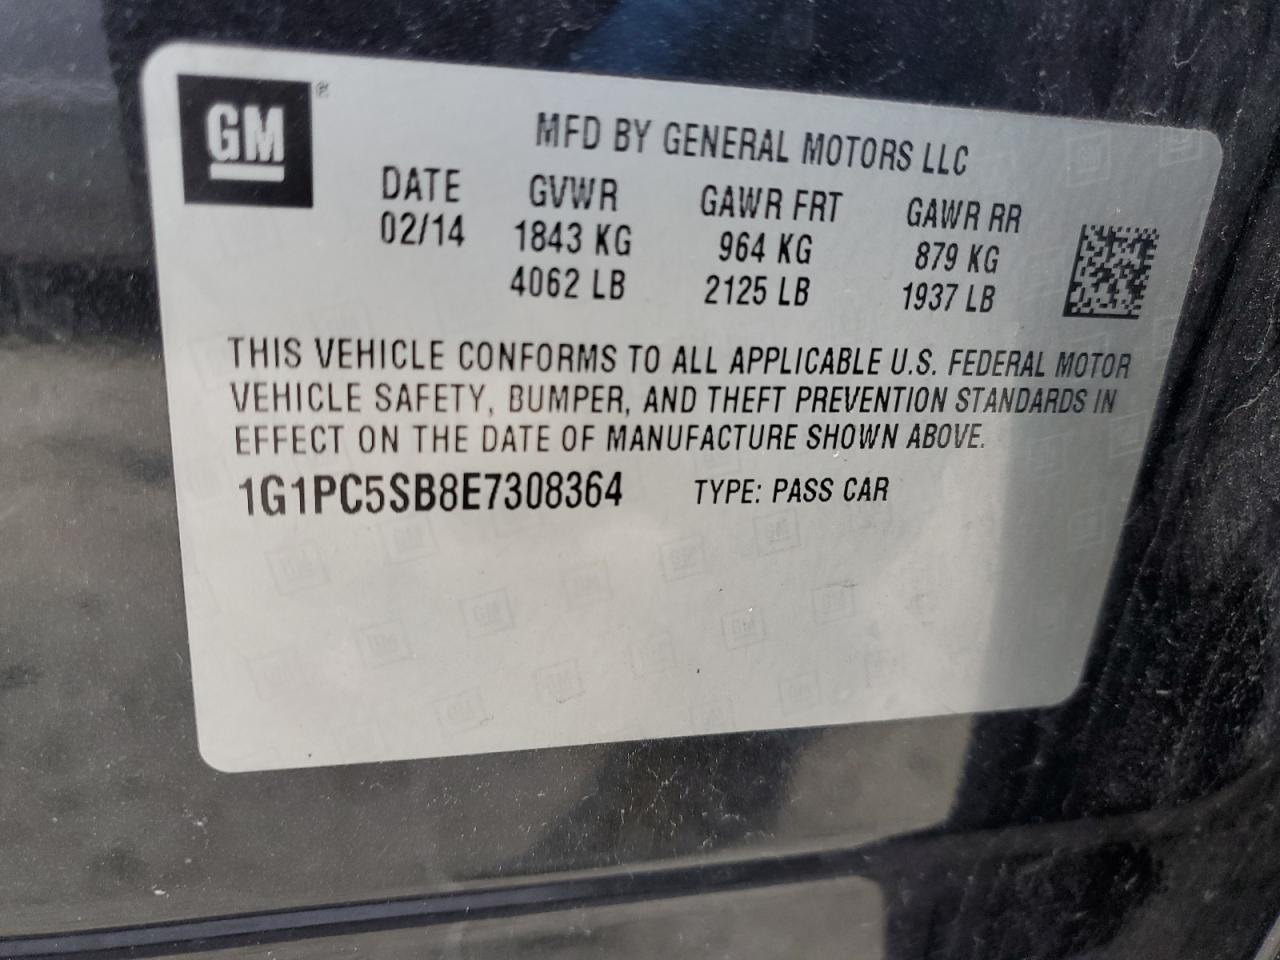 GM ®
MFD BY GENERAL MOTORS LLC
DATE GVWR GAWR FRT GAWR RR
02/14 1843 KG 964 KG 879 KG
4062 LB 2125 LB 1937 LB
THIS VEHICLE CONFORMS TO ALL APPLICABLE U.S. FEDERAL MOTOR
VEHICLE SAFETY, BUMPER, AND THEFT PREVENTION STANDARDS IN
EFFECT ON THE DATE OF MANUFACTURE SHOWN ABOVE.
1G1PC5SB8E7308364 TYPE: PASS CAR